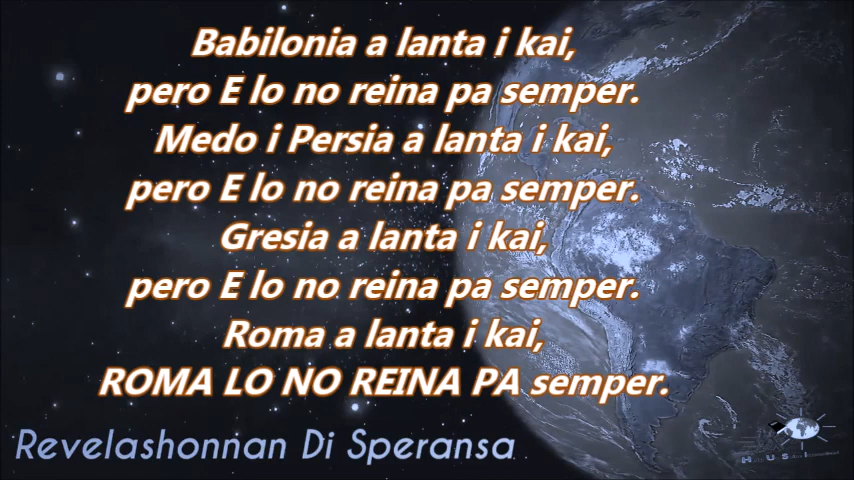 Babilonia a lanta i kai,
pero E lo no reina pa semper.
Medo i Persia a lanta i kai,
pero E lo no reina pa semper.
Gresia a lanta i kai,
pero E lo no reina pa semper.
Roma a lanta i kai,
ROMA LO NO REINA PA semper.
Revelashonnan Di Speransa